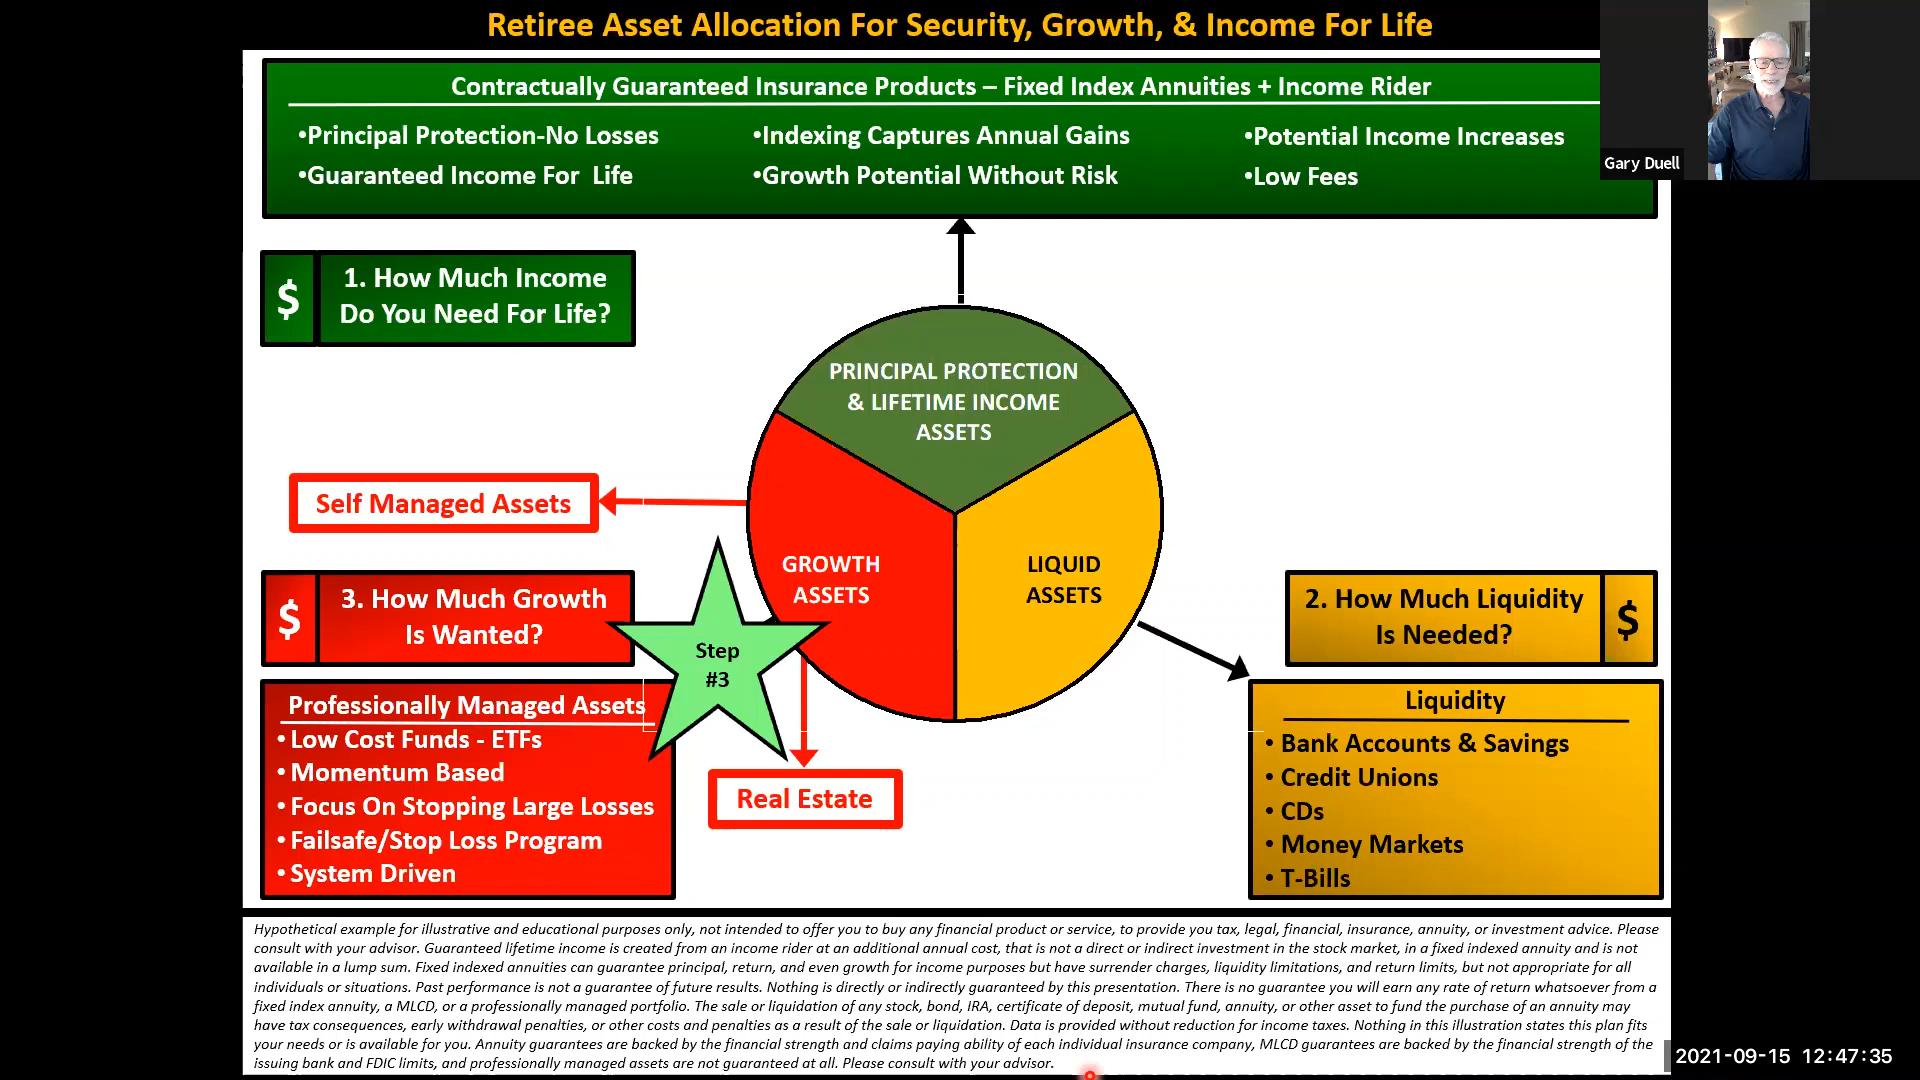 Retiree Asset Allocation For Security, Growth, & Income For Life
Contractually Guaranteed Insurance Products – Fixed Index Annuities + Income Rider
•Principal Protection-No Losses
•Indexing Captures Annual Gains
•Potential Income Increases
•Guaranteed Income For Life
•Growth Potential Without Risk
•Low Fees
Gary Duell
$
1. How Much Income
Do You Need For Life?
PRINCIPAL PROTECTION
& LIFETIME INCOME
ASSETS
Self Managed Assets
GROWTH
ASSETS
LIQUID
ASSETS
$
3. How Much Growth
Is Wanted?
Step
#3
2. How Much Liquidity
Is Needed?
$
Professionally Managed Assets
• Low Cost Funds - ETFs
• Momentum Based
• Focus On Stopping Large Losses
• Failsafe/Stop Loss Program
• System Driven
Real Estate
Liquidity
• Bank Accounts & Savings
• Credit Unions
• CDs
• Money Markets
• T-Bills
Hypothetical example for illustrative and educational purposes only, not intended to offer you to buy any financial product or service, to provide you tax, legal, financial, insurance, annuity, or investment advice. Please
consult with your advisor. Guaranteed lifetime income is created from an income rider at an additional annual cost, that is not a direct or indirect investment in the stock market, in a fixed indexed annuity and is not
available in a lump sum. Fixed indexed annuities can guarantee principal, return, and even growth for income purposes but have surrender charges, liquidity limitations, and return limits, but not appropriate for all
individuals or situations. Past performance is not a guarantee of future results. Nothing is directly or indirectly guaranteed by this presentation. There is no guarantee you will earn any rate of return whatsoever from a
fixed index annuity, a MLCD, or a professionally managed portfolio. The sale or liquidation of any stock, bond, IRA, certificate of deposit, mutual fund, annuity, or other asset to fund the purchase of an annuity may
have tax consequences, early withdrawal penalties, or other costs and penalties as a result of the sale or liquidation. Data is provided without reduction for income taxes. Nothing in this illustration states this plan fits
your needs or is available for you. Annuity guarantees are backed by the financial strength and claims paying ability of each individual insurance company, MLCD guarantees are backed by the financial strength of the
issuing bank and FDIC limits, and professionally managed assets are not guaranteed at all. Please consult with your advisor.
2021-09-15 12:47:35